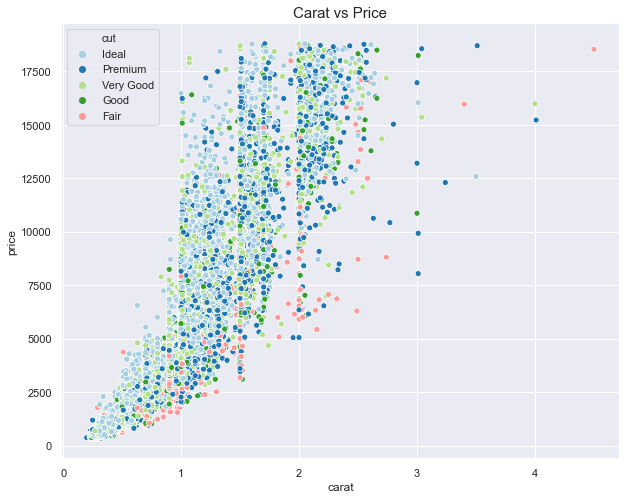 Carat vs Price
cut
Ideal
Premium
Very Good
Good
Fair
17500
15000
12500
10000
7500
5000
2500
0
price
0
1
2
3
4
carat